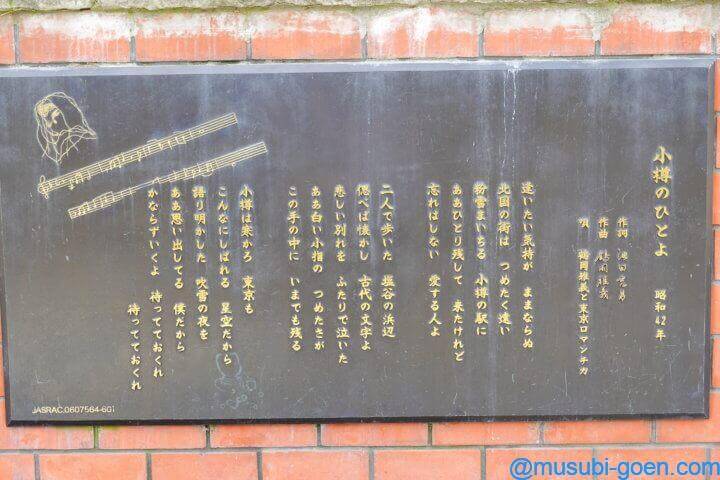 小樽のひとよ　昭和42年
作詞　池田充男
作曲　鶴岡雅義
唄　鶴岡雅義と東京ロマンチカ
逢いたい気持が　ままならぬ
北国の街は　つめたく遠い
粉雪まいちる　小樽の駅に
ああひとり残して　来たけれど
忘れはしない　愛する人よ
二人で歩いた　塩谷の浜辺
偲べば懐かし　古代の文字よ
悲しい別れを　ふたりで泣いた
ああ白い小指の　つめたさが
この手の中に　いまでも残る
小樽は寒かろ　東京も
こんなにしばれる　星空だから
語り明かした　吹雪の夜を
ああ思い出してる　僕だから
かならずいくよ　待ってておくれ
待ってておくれ
JASRAC.0607564-601
@musubi-goen.com/